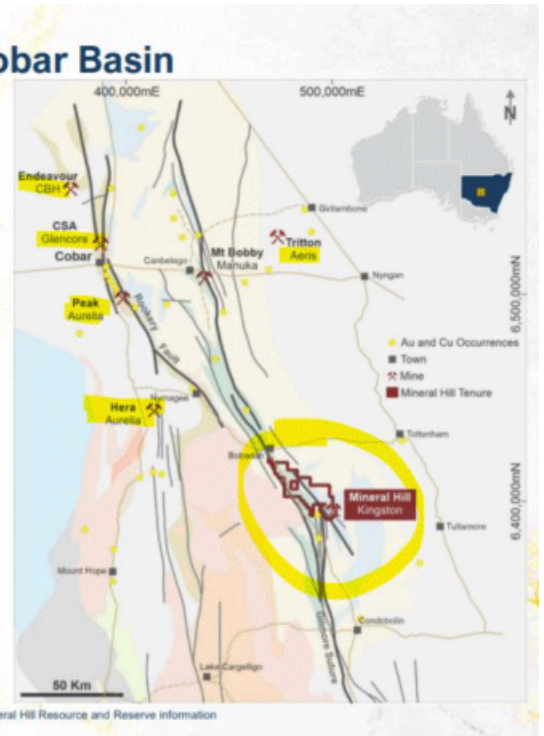 obar Basin
400,000mE
500,000mE
N
Endeavour
CBH
Girilambone
CSA
Glencore
Tritton
Aeris
Cobar
Canbelego
Mt Bobby
Manuka
Nyngan
6,500,000mN
Peak
Aurelia
Rookery
Fault
Au and Cu Occurrences
Town
Mine
Mineral Hill Tenure
Nymagee
Hera
Aurelia
Tottenham
Bobadah
Mineral Hill
Kingston
6,400,000mN
Tullamore
Mount Hope
Condobolin
Gilmore Suture
Lake Cargelligo
50 Km
eral Hill Resource and Reserve information